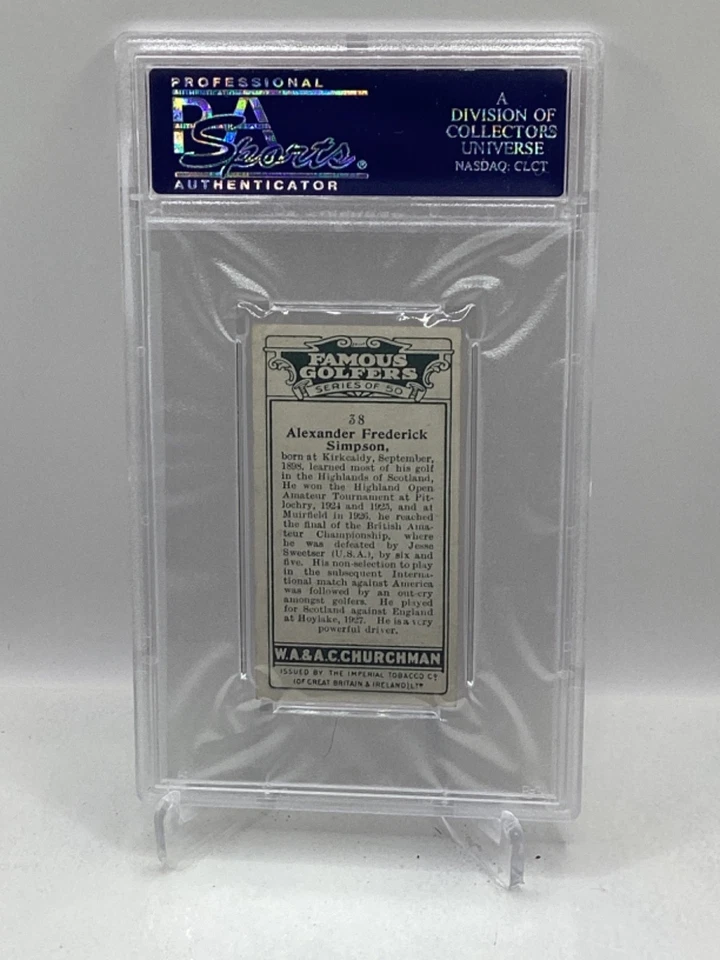 PROFESSIONAL
PSA
Sports®
AUTHENTICATOR
A
DIVISION OF
COLLECTORS
UNIVERSE
NASDAQ: CLCT
FAMOUS
GOLFERS
SERIES OF 50
38
Alexander Frederick
Simpson,
born at Kirkcaldy, September,
1898, learned most of his golf
in the Highlands of Scotland.
He won the Highland Open
Amateur Tournament at Pit-
lochry, 1924 and 1925, and at
Muirfield in 1926, he reached
the final of the British Ama-
teur Championship, where
he was defeated by Jesse
Sweetser (U.S.A.), by six and
five. His non-selection to play
in the subsequent Interna-
tional match against America
was followed by an out-cry
amongst golfers. He played
for Scotland against England
at Hoylake, 1927. He is a very
powerful driver.
W.A.&A.C.CHURCHMAN
ISSUED BY THE IMPERIAL TOBACCO CO
(OF GREAT BRITAIN & IRELAND) LTD